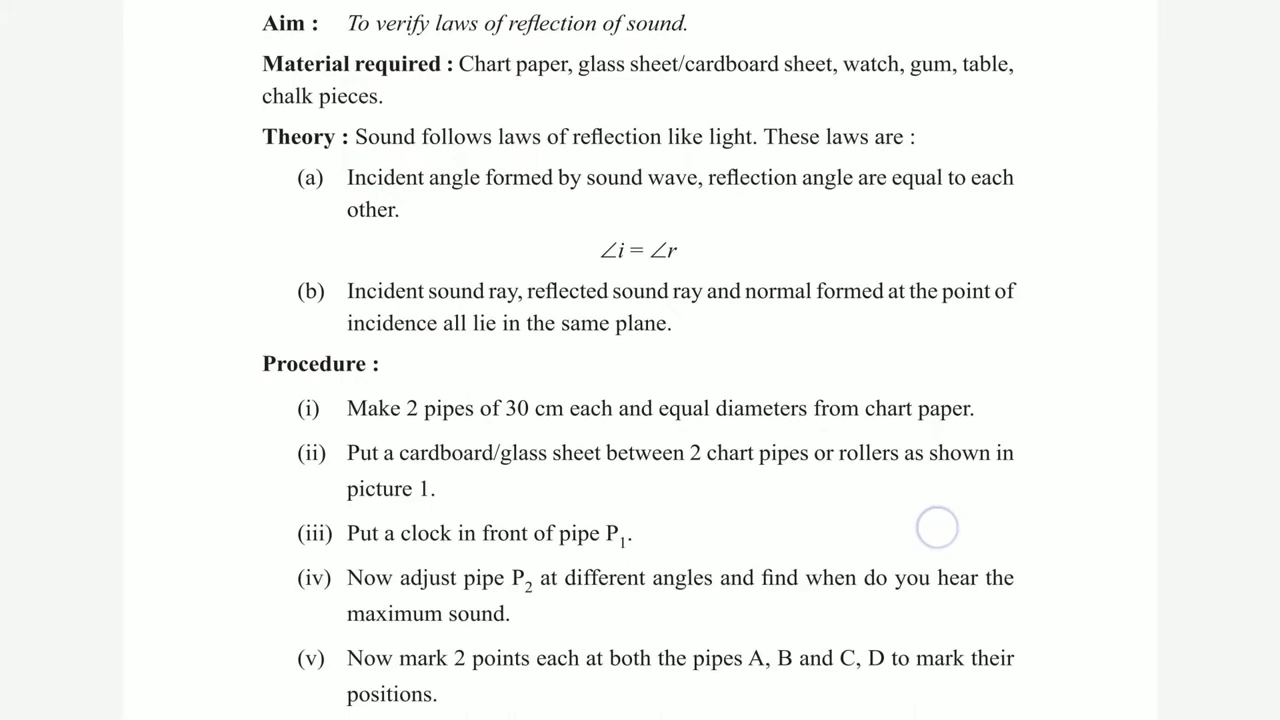 Aim : To verify laws of reflection of sound.
Material required : Chart paper, glass sheet/cardboard sheet, watch, gum, table,
chalk pieces.
Theory : Sound follows laws of reflection like light. These laws are :
(a) Incident angle formed by sound wave, reflection angle are equal to each
other.
∠i = ∠r
(b) Incident sound ray, reflected sound ray and normal formed at the point of
incidence all lie in the same plane.
Procedure :
(i) Make 2 pipes of 30 cm each and equal diameters from chart paper.
(ii) Put a cardboard/glass sheet between 2 chart pipes or rollers as shown in
picture 1.
(iii) Put a clock in front of pipe P₁.
(iv) Now adjust pipe P₂ at different angles and find when do you hear the
maximum sound.
(v) Now mark 2 points each at both the pipes A, B and C, D to mark their
positions.